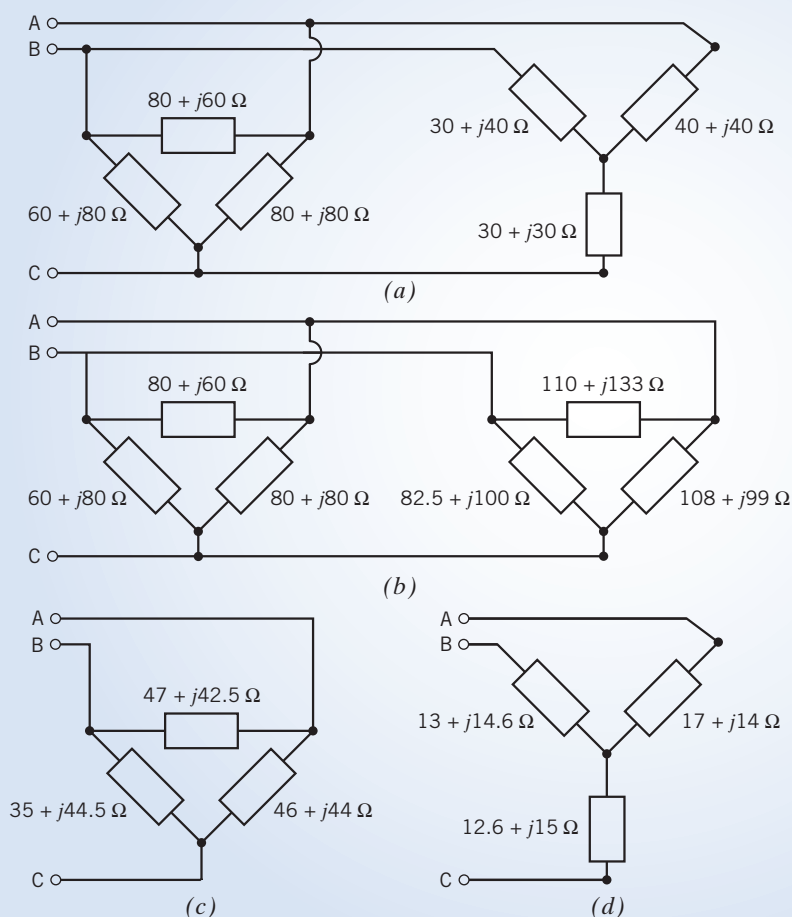 A
B
80 + j60 Ω
30 + j40 Ω
40 + j40 Ω
60 + j80 Ω
80 + j80 Ω
30 + j30 Ω
C
(a)
A
B
80 + j60 Ω
110 + j133 Ω
60 + j80 Ω
80 + j80 Ω
82.5 + j100 Ω
108 + j99 Ω
C
(b)
A
B
47 + j42.5 Ω
35 + j44.5 Ω
46 + j44 Ω
C
(c)
A
B
13 + j14.6 Ω
17 + j14 Ω
12.6 + j15 Ω
C
(d)